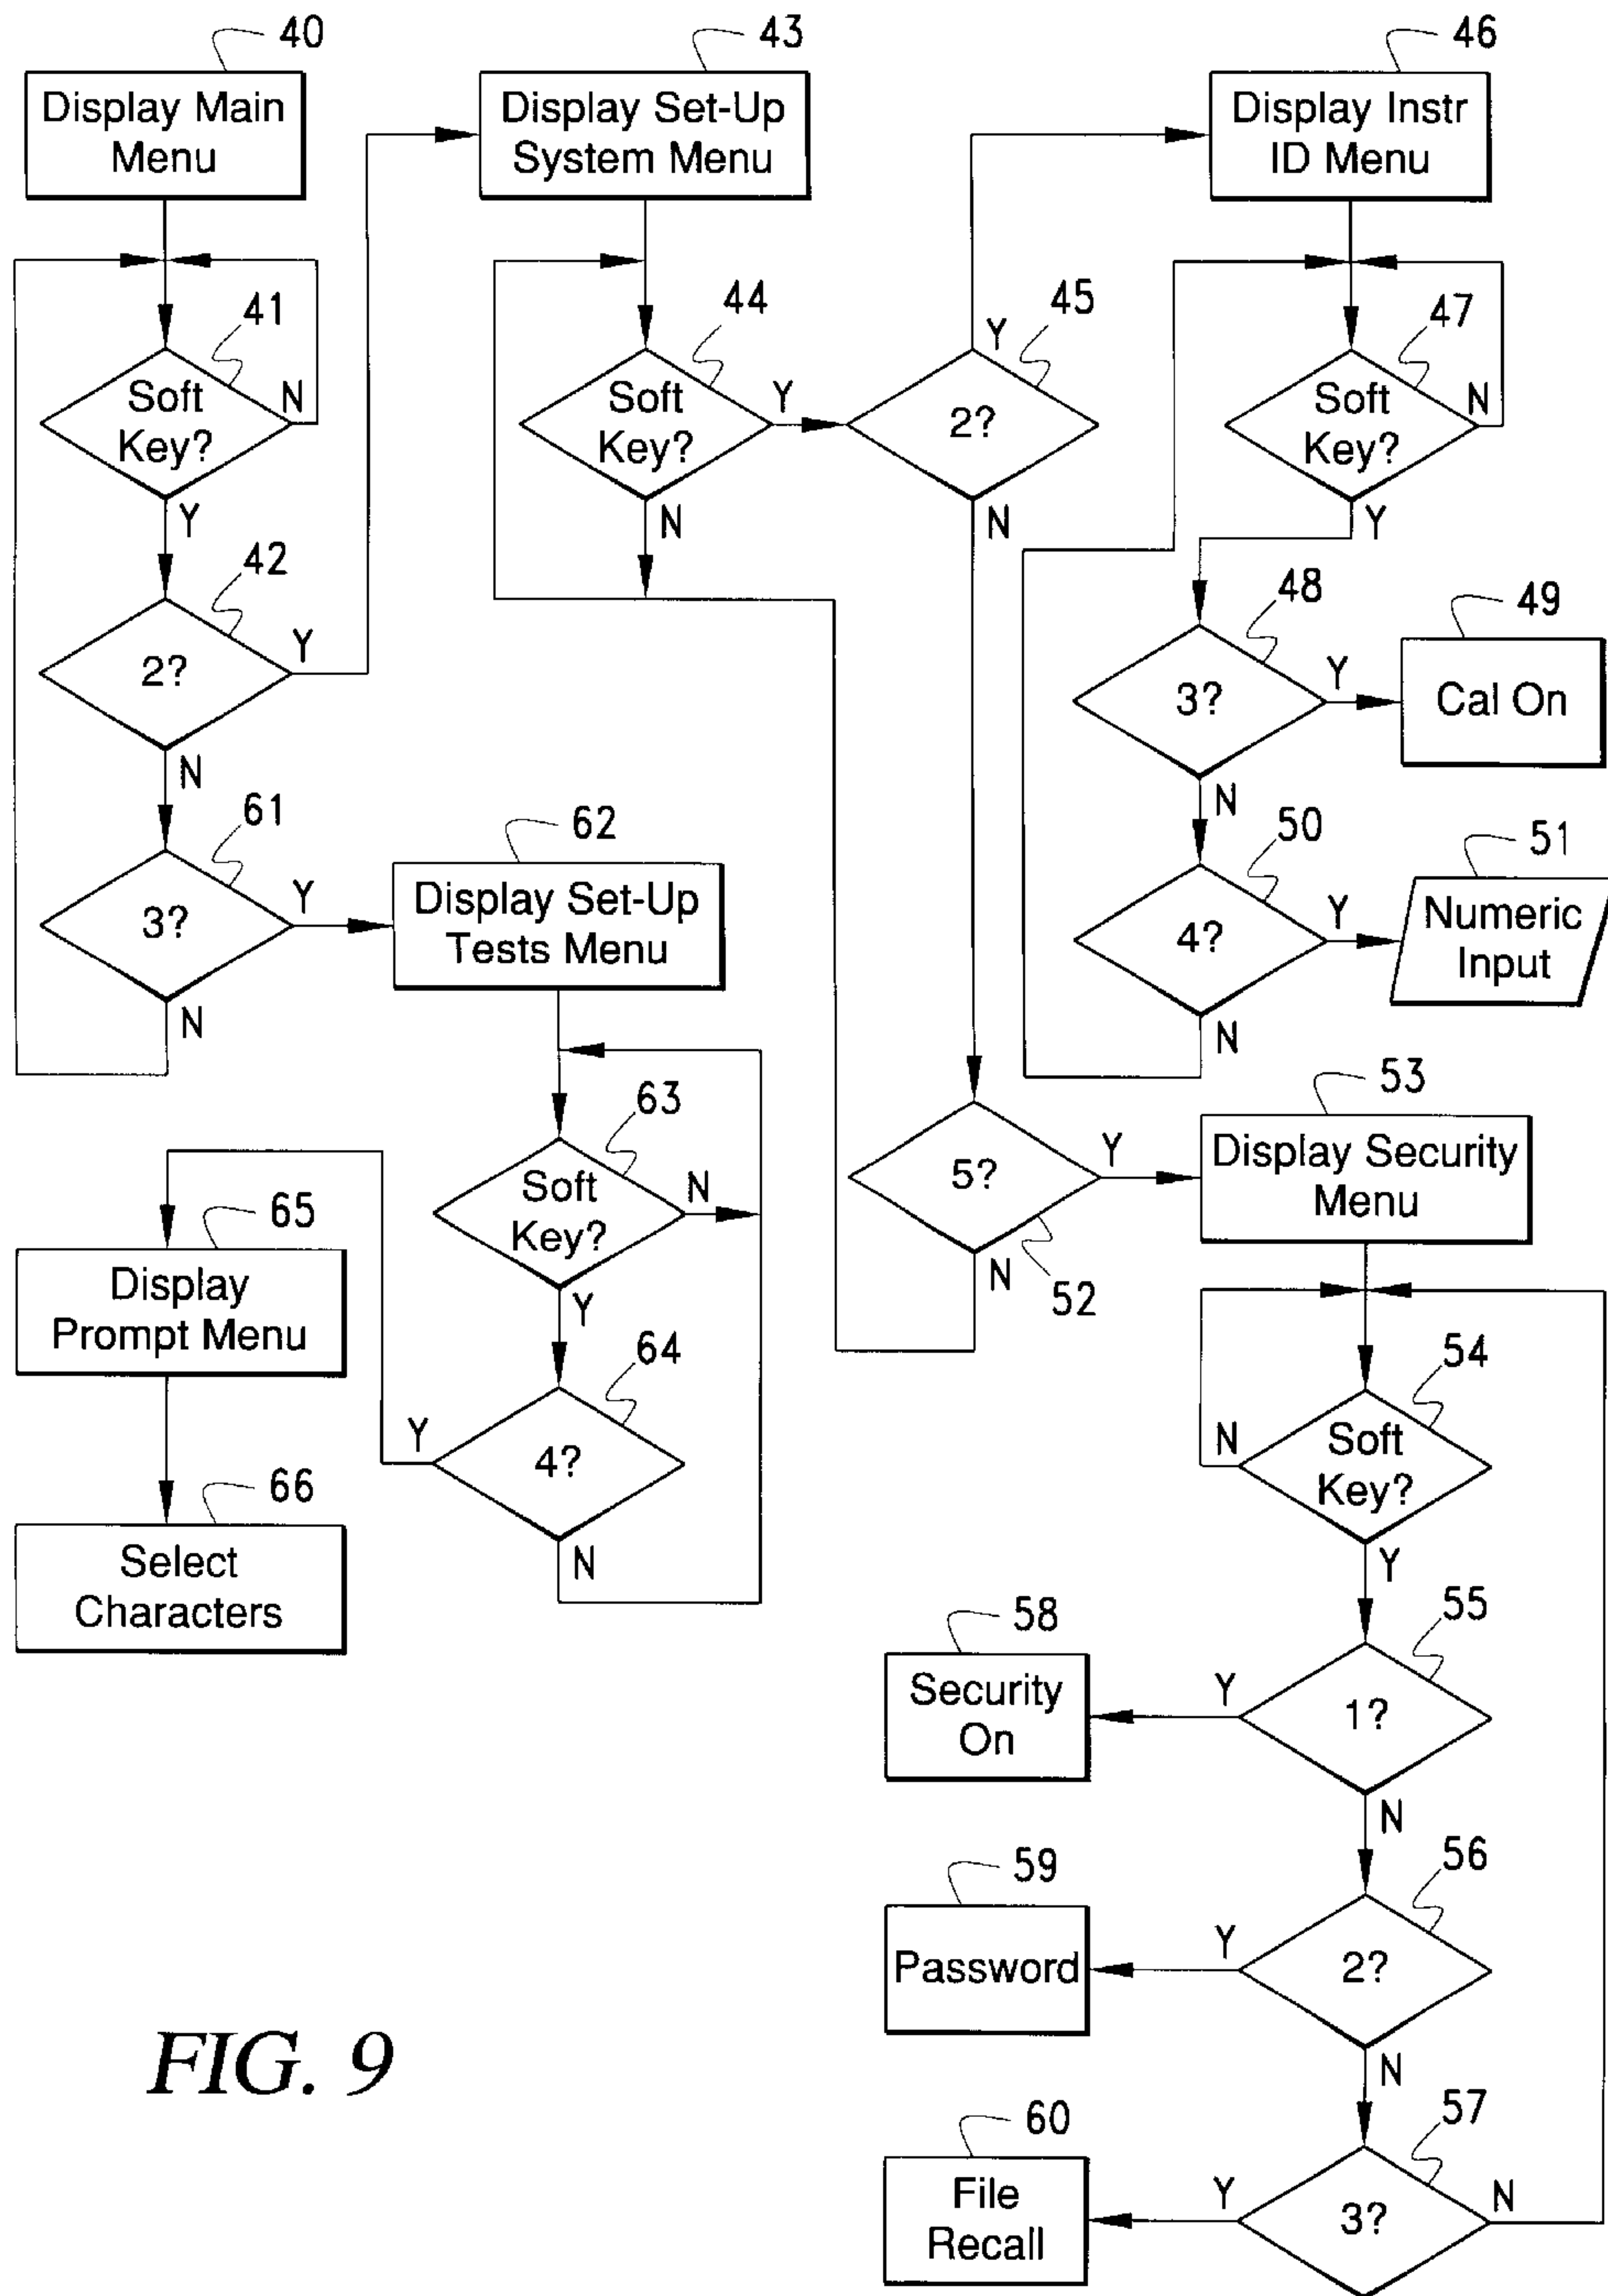 40
Display Main
Menu
41
Soft
Key?
N
Y
42
2?
Y
N
61
3?
Y
N
43
Display Set-Up
System Menu
44
Soft
Key?
Y
N
45
2?
Y
N
46
Display Instr
ID Menu
47
Soft
Key?
N
Y
48
3?
Y
N
49
Cal On
50
4?
Y
N
51
Numeric
Input
62
Display Set-Up
Tests Menu
63
Soft
Key?
N
Y
64
4?
Y
N
65
Display
Prompt Menu
66
Select
Characters
5?
Y
N
52
53
Display Security
Menu
54
Soft
Key?
N
Y
55
1?
Y
N
58
Security
On
56
2?
Y
N
59
Password
57
3?
Y
N
60
File
Recall
FIG. 9